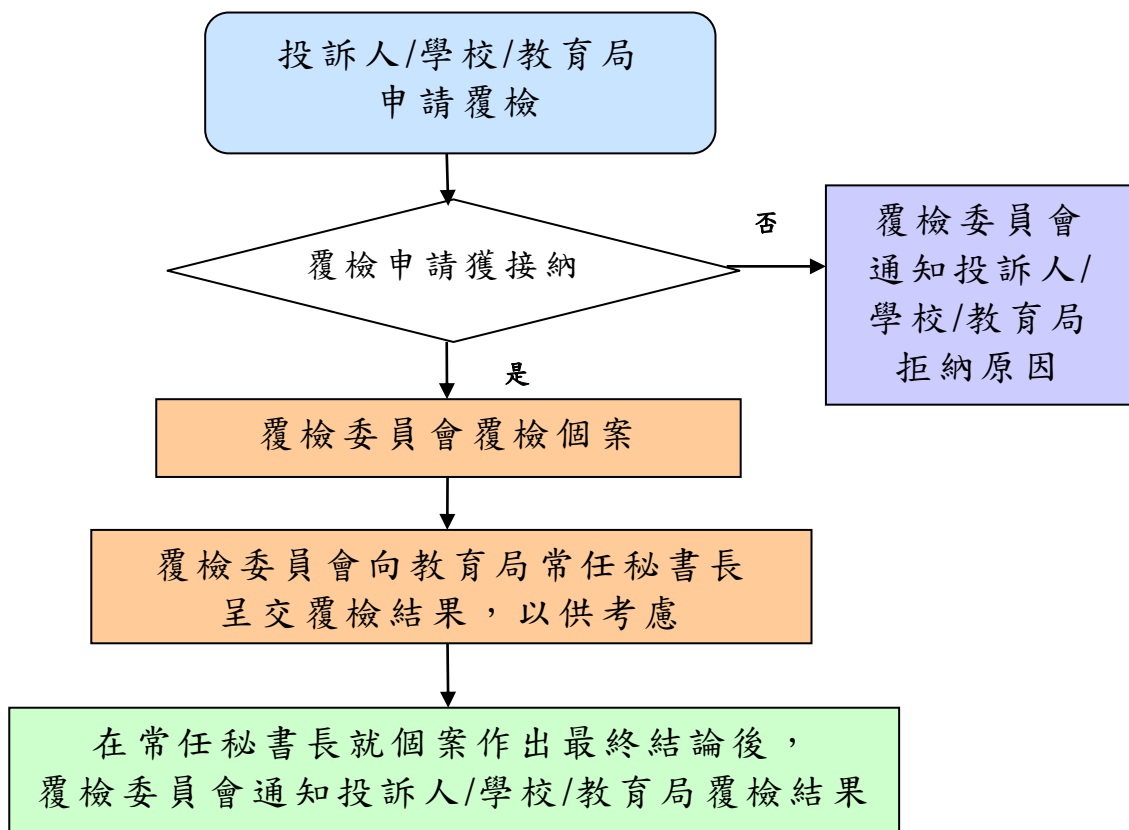 投訴人/學校/教育局
申請覆檢
覆檢申請獲接納
否
覆檢委員會
通知投訴人/
學校/教育局
拒納原因
是
覆檢委員會覆檢個案
覆檢委員會向教育局常任秘書長
呈交覆檢結果，以供考慮
在常任秘書長就個案作出最終結論後，
覆檢委員會通知投訴人/學校/教育局覆檢結果